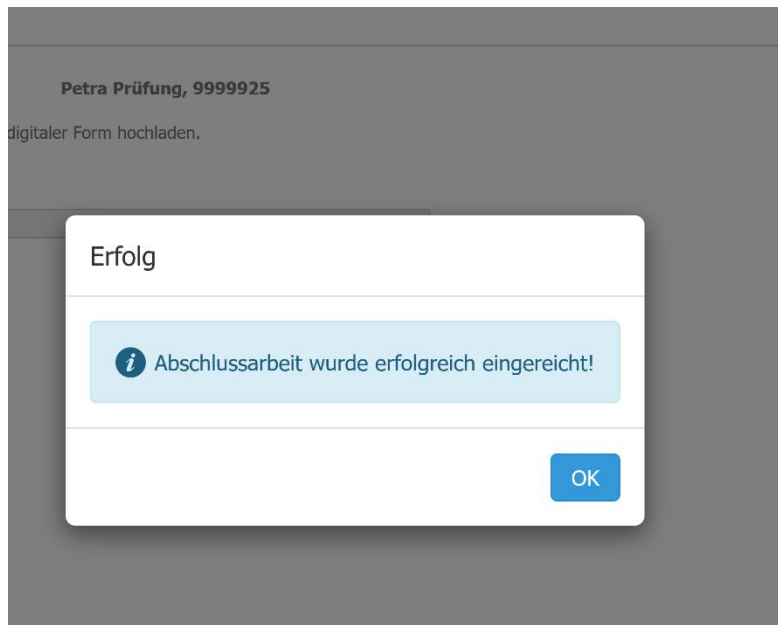 Petra Prüfung, 9999925
digitaler Form hochladen.
Erfolg
Abschlussarbeit wurde erfolgreich eingereicht!
OK